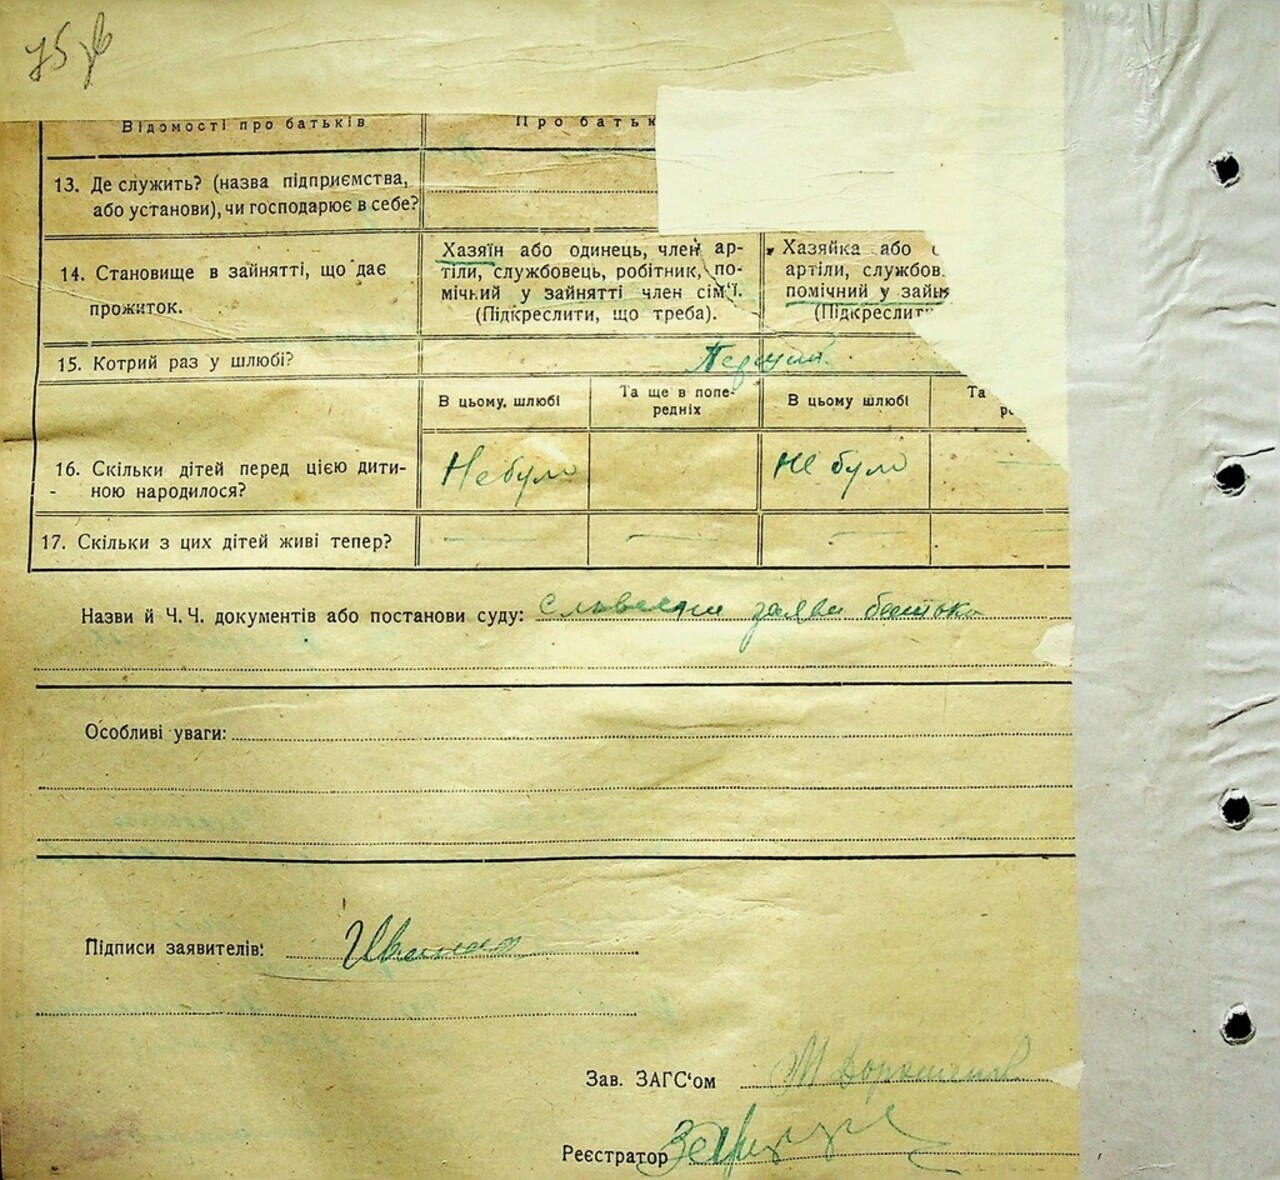 75
Відомості про батьків
Про батьк
13. Де служить? (назва підприємства,
або установи), чи господарює в себе?
14. Становище в зайнятті, що дає
прожиток.
Хазяїн або одинець, член ар-
тіли, службовець, робітник, по-
мічний у зайнятті член сім'ї.
(Підкреслити, що треба).
Хазяйка або
артіли, службов
помічний у зайн
(Підкреслит
15. Котрий раз у шлюбі?
Перший
В цьому шлюбі
Та ще в попе-
редніх
В цьому шлюбі
Та
16. Скільки дітей перед цією дити-
ною народилося?
Не було
Не було
17. Скільки з цих дітей живі тепер?
Назви й Ч. Ч. документів або постанови суду: заяви
Особливі уваги:
Підписи заявителів:
Зав. ЗАГС'ом
Реєстратор